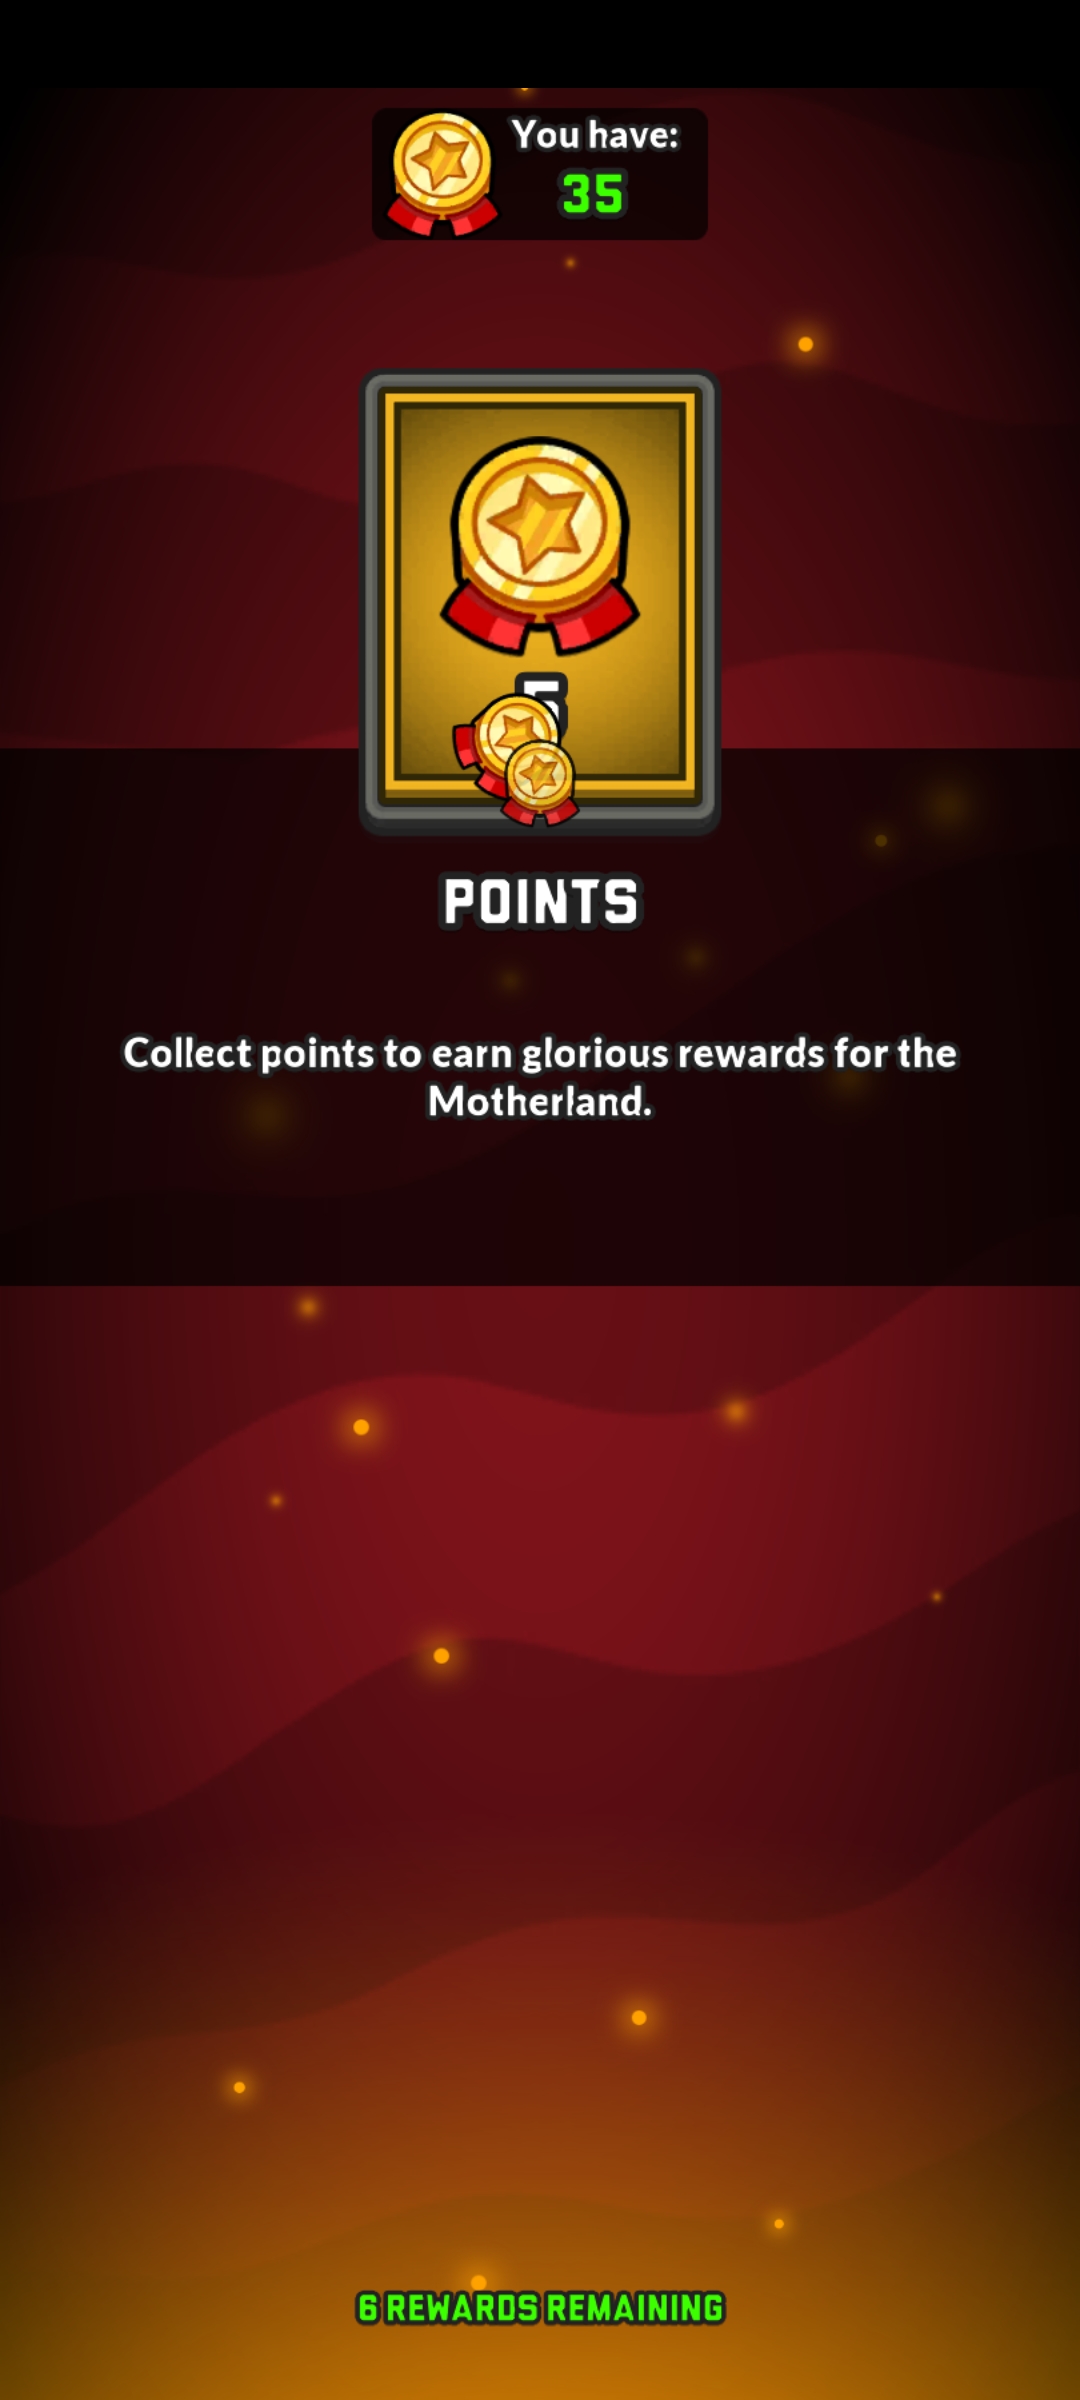 You have:
35
POINTS
Collect points to earn glorious rewards for the
Motherland.
6 REWARDS REMAINING